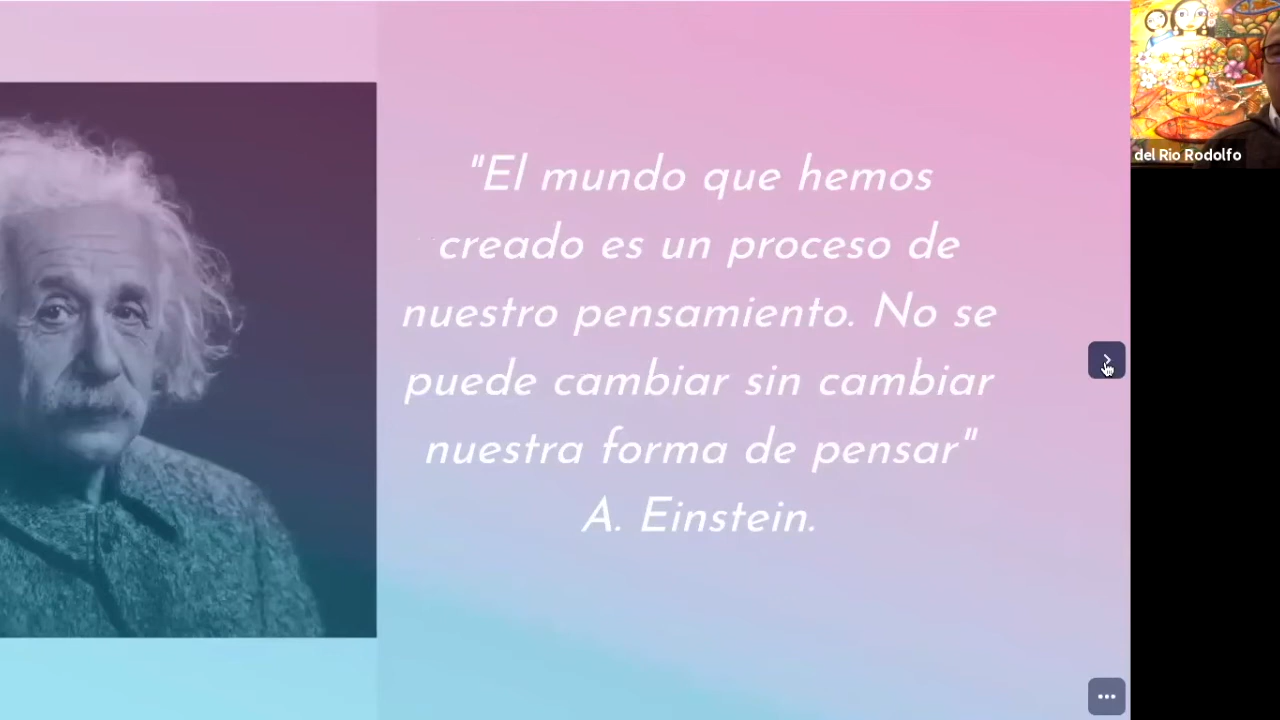 "El mundo que hemos
creado es un proceso de
nuestro pensamiento. No se
puede cambiar sin cambiar
nuestra forma de pensar"
A. Einstein.
del Rio Rodolfo